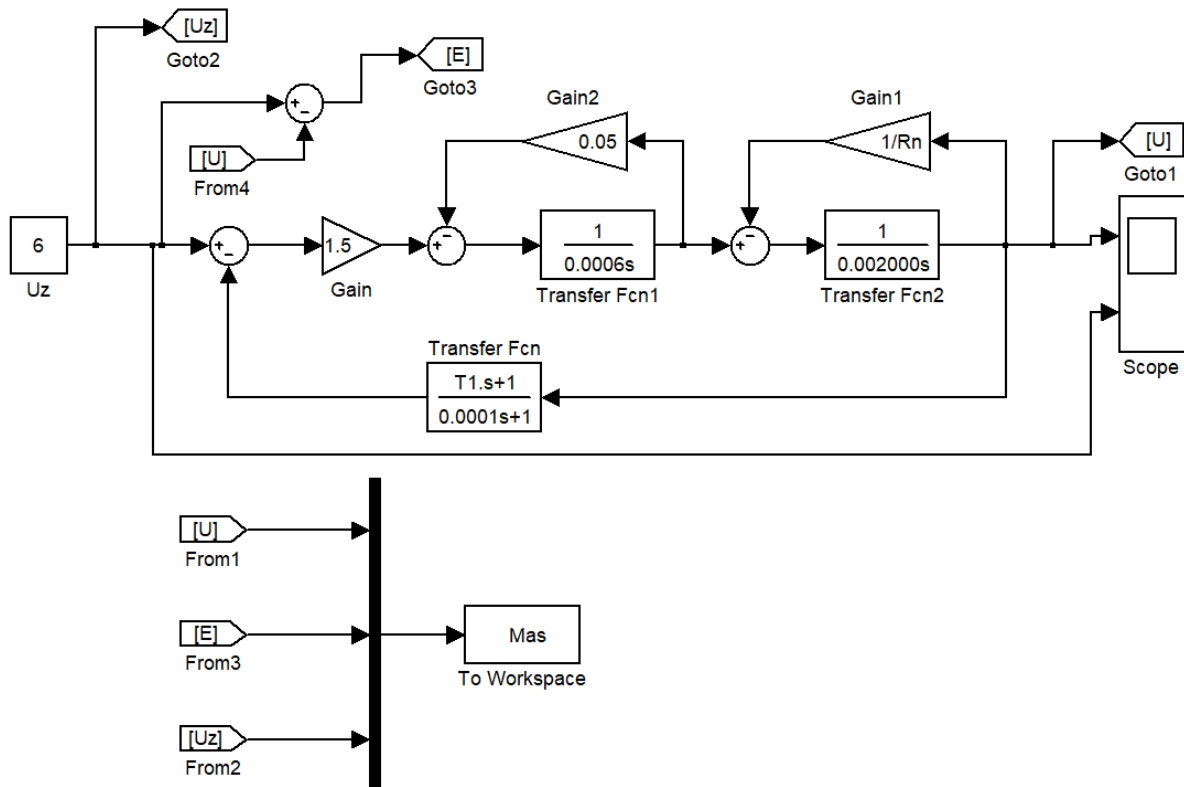 [Uz]
Goto2
[E]
Goto3
+
−
[U]
From4
Gain2
0.05
Gain1
1/Rn
[U]
Goto1
6
Uz
+
−
1.5
Gain
−
+
1
0.0006s
Transfer Fcn1
−
+
1
0.002000s
Transfer Fcn2
Scope
Transfer Fcn
T1.s+1
0.0001s+1
[U]
From1
[E]
From3
Mas
To Workspace
[Uz]
From2